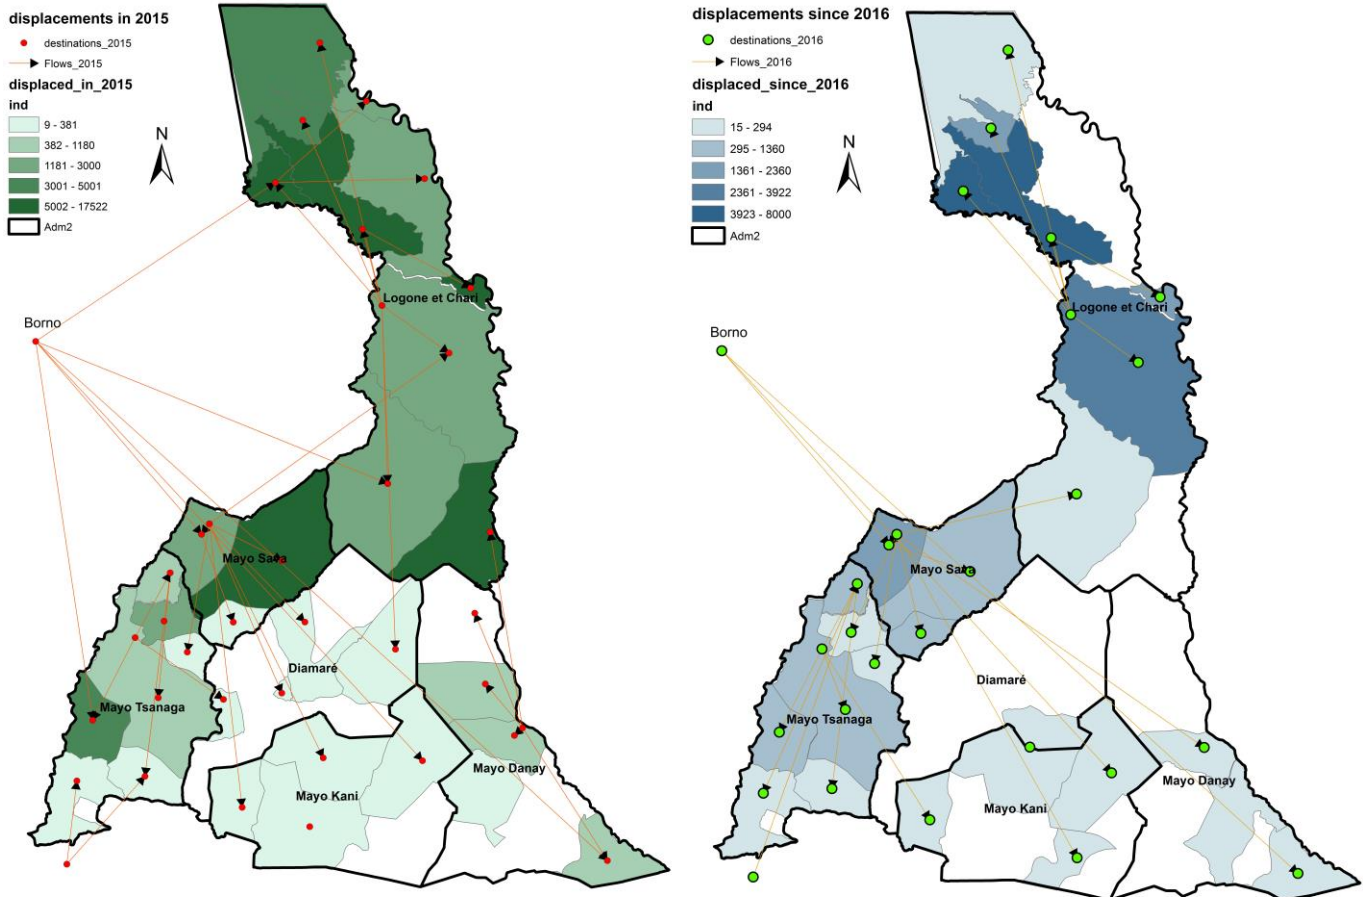 displacements in 2015
destinations_2015
Flows_2015
displaced_in_2015
ind
9 - 381
382 - 1180
1181 - 3000
3001 - 5001
5002 - 17522
Adm2
N
Borno
Logone et Chari
Mayo Sava
Diamaré
Mayo Tsanaga
Mayo Danay
Mayo Kani
displacements since 2016
destinations_2016
Flows_2016
displaced_since_2016
ind
15 - 294
295 - 1360
1361 - 2360
2361 - 3922
3923 - 8000
Adm2
N
Borno
Logone et Chari
Mayo Sava
Diamaré
Mayo Tsanaga
Mayo Danay
Mayo Kani